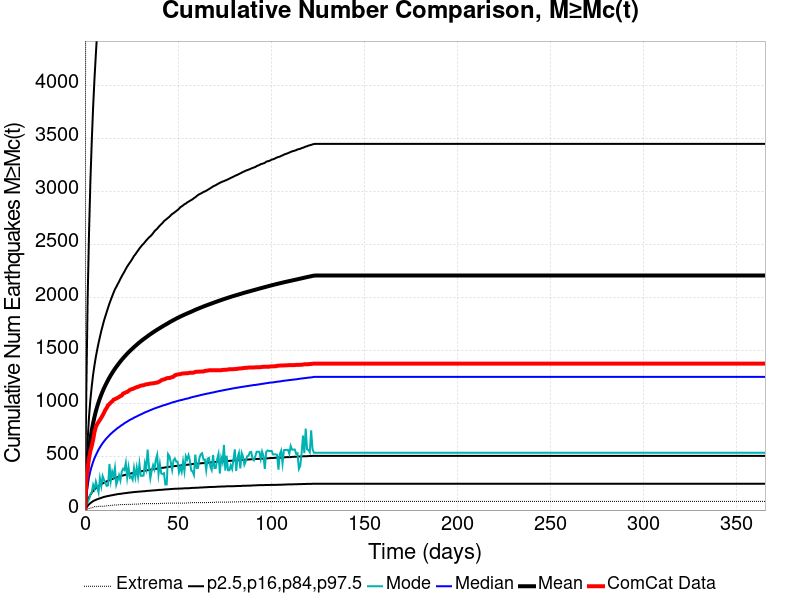 Cumulative Number Comparison, M≥Mc(t)
Cumulative Num Earthquakes M≥Mc(t)
4000
3500
3000
2500
2000
1500
1000
500
0
0 50 100 150 200 250 300 350
Time (days)
Extrema p2.5,p16,p84,p97.5 Mode Median Mean ComCat Data